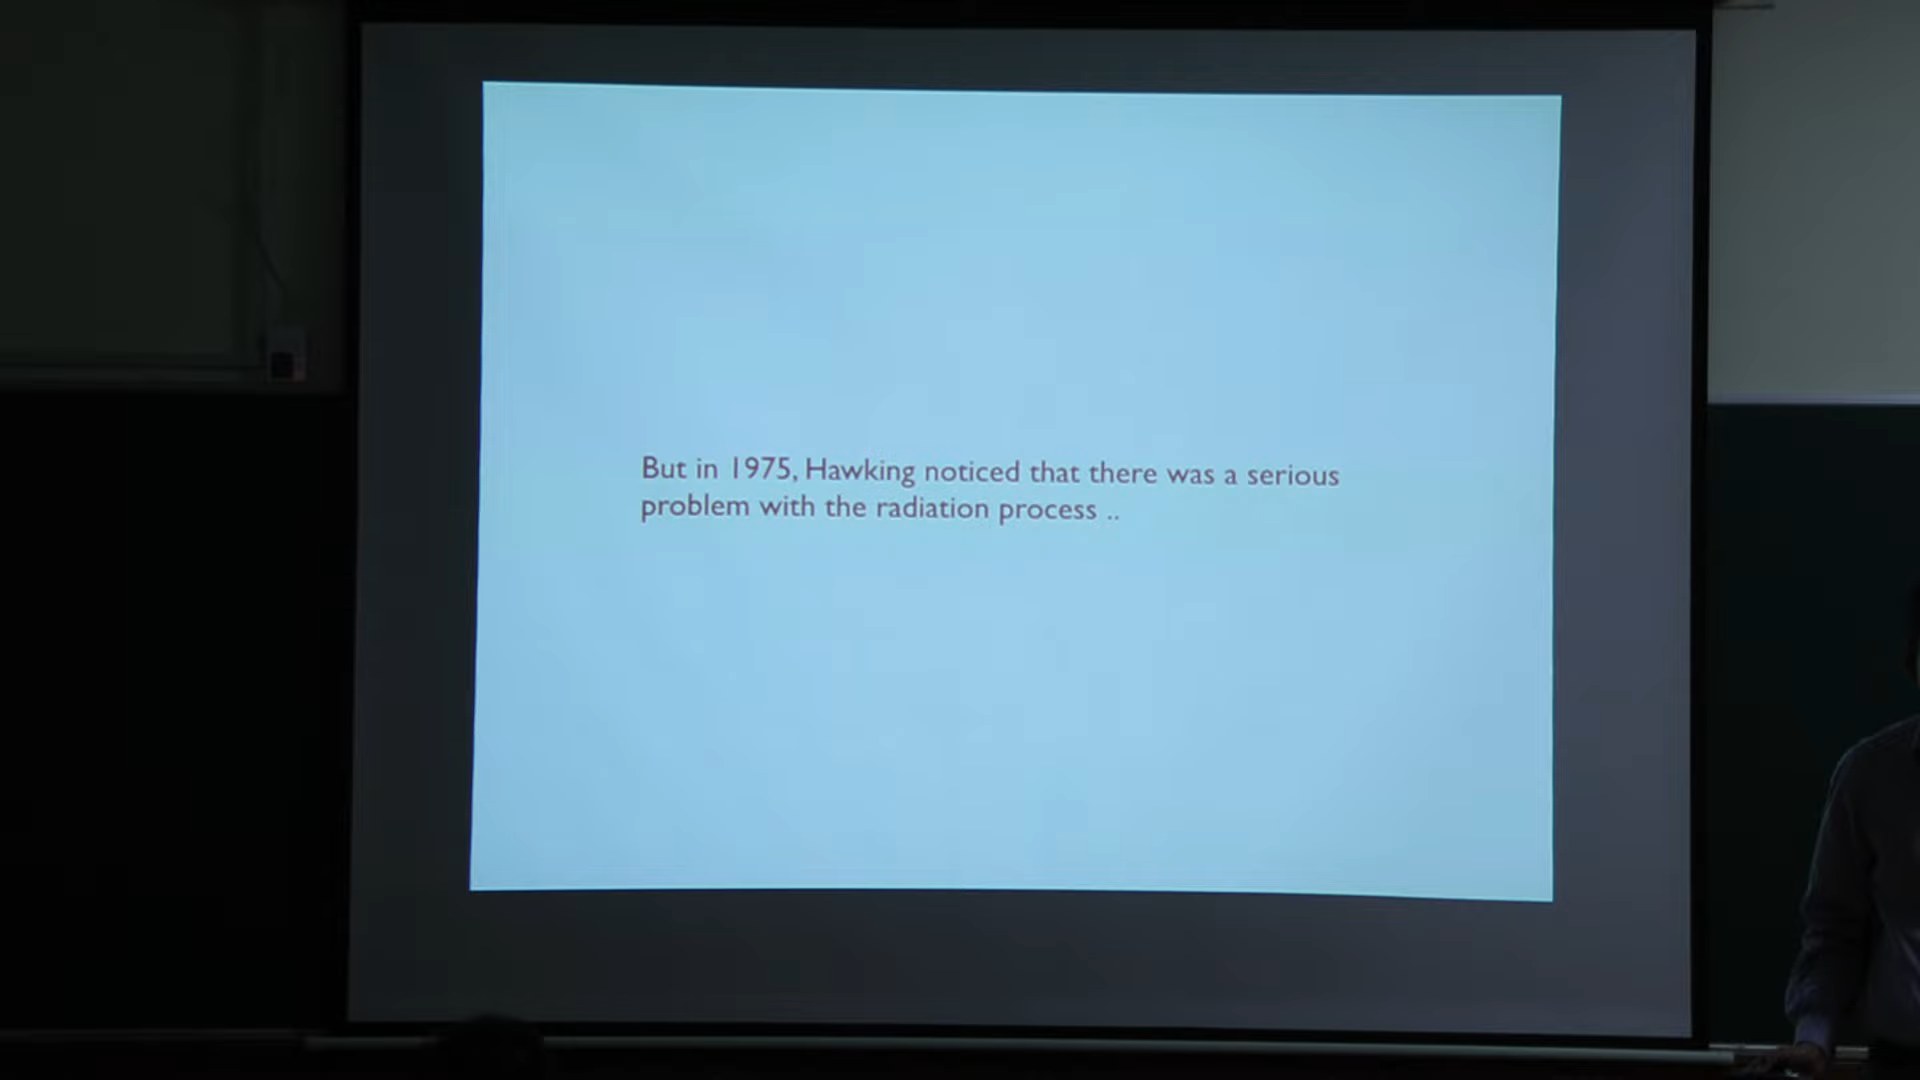 But in 1975, Hawking noticed that there was a serious
problem with the radiation process ..